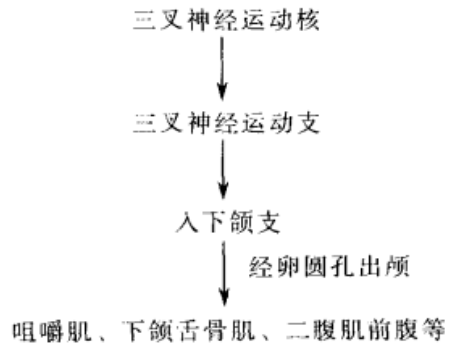 三叉神经运动核
三叉神经运动支
入下颌支
经卵圆孔出颅
咀嚼肌、下颌舌骨肌、二腹肌前腹等